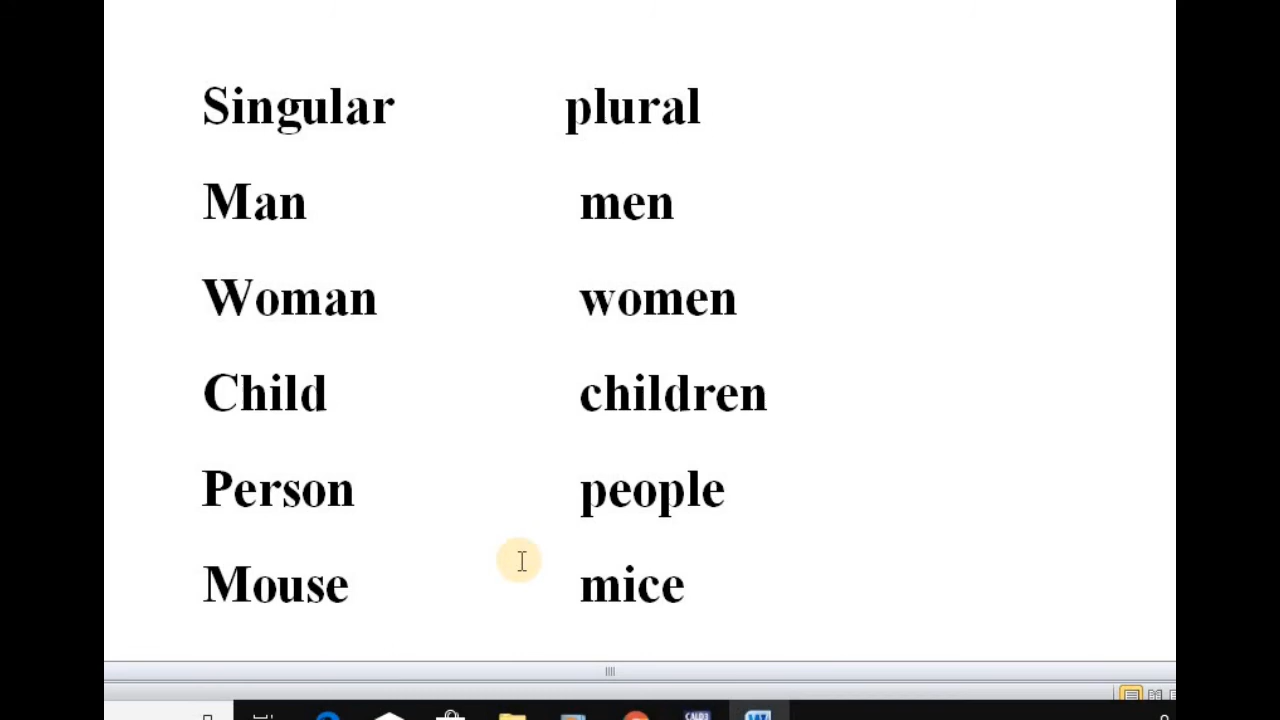 Singular plural
Man men
Woman women
Child children
Person people
Mouse mice